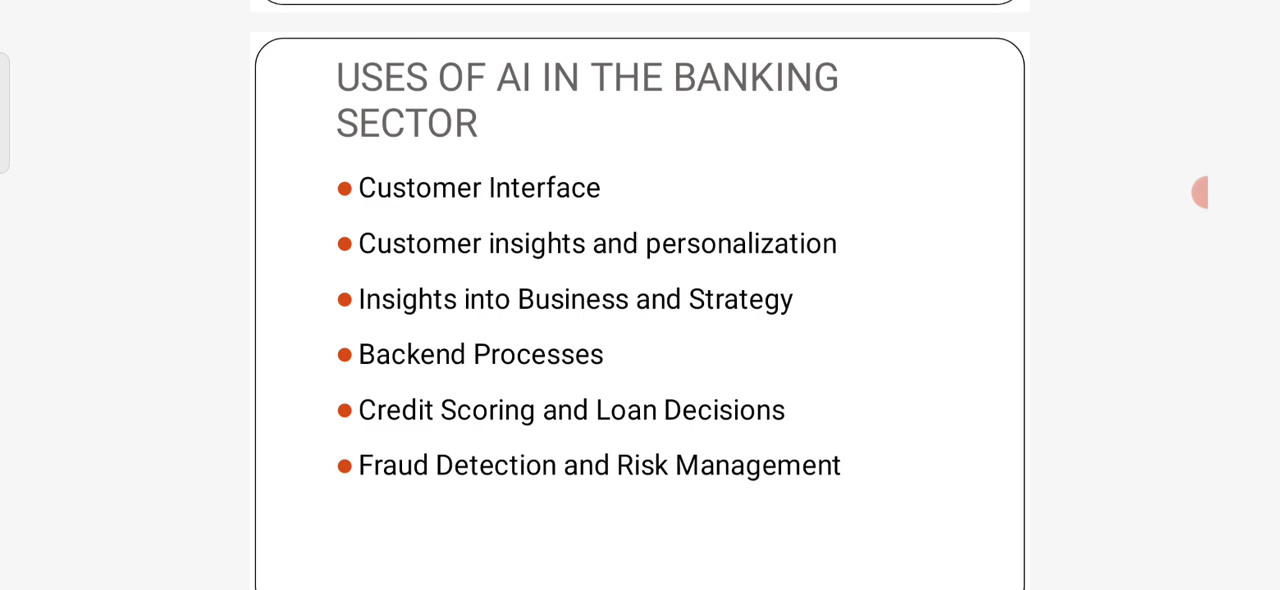 USES OF AI IN THE BANKING
SECTOR
Customer Interface
Customer insights and personalization
Insights into Business and Strategy
Backend Processes
Credit Scoring and Loan Decisions
Fraud Detection and Risk Management